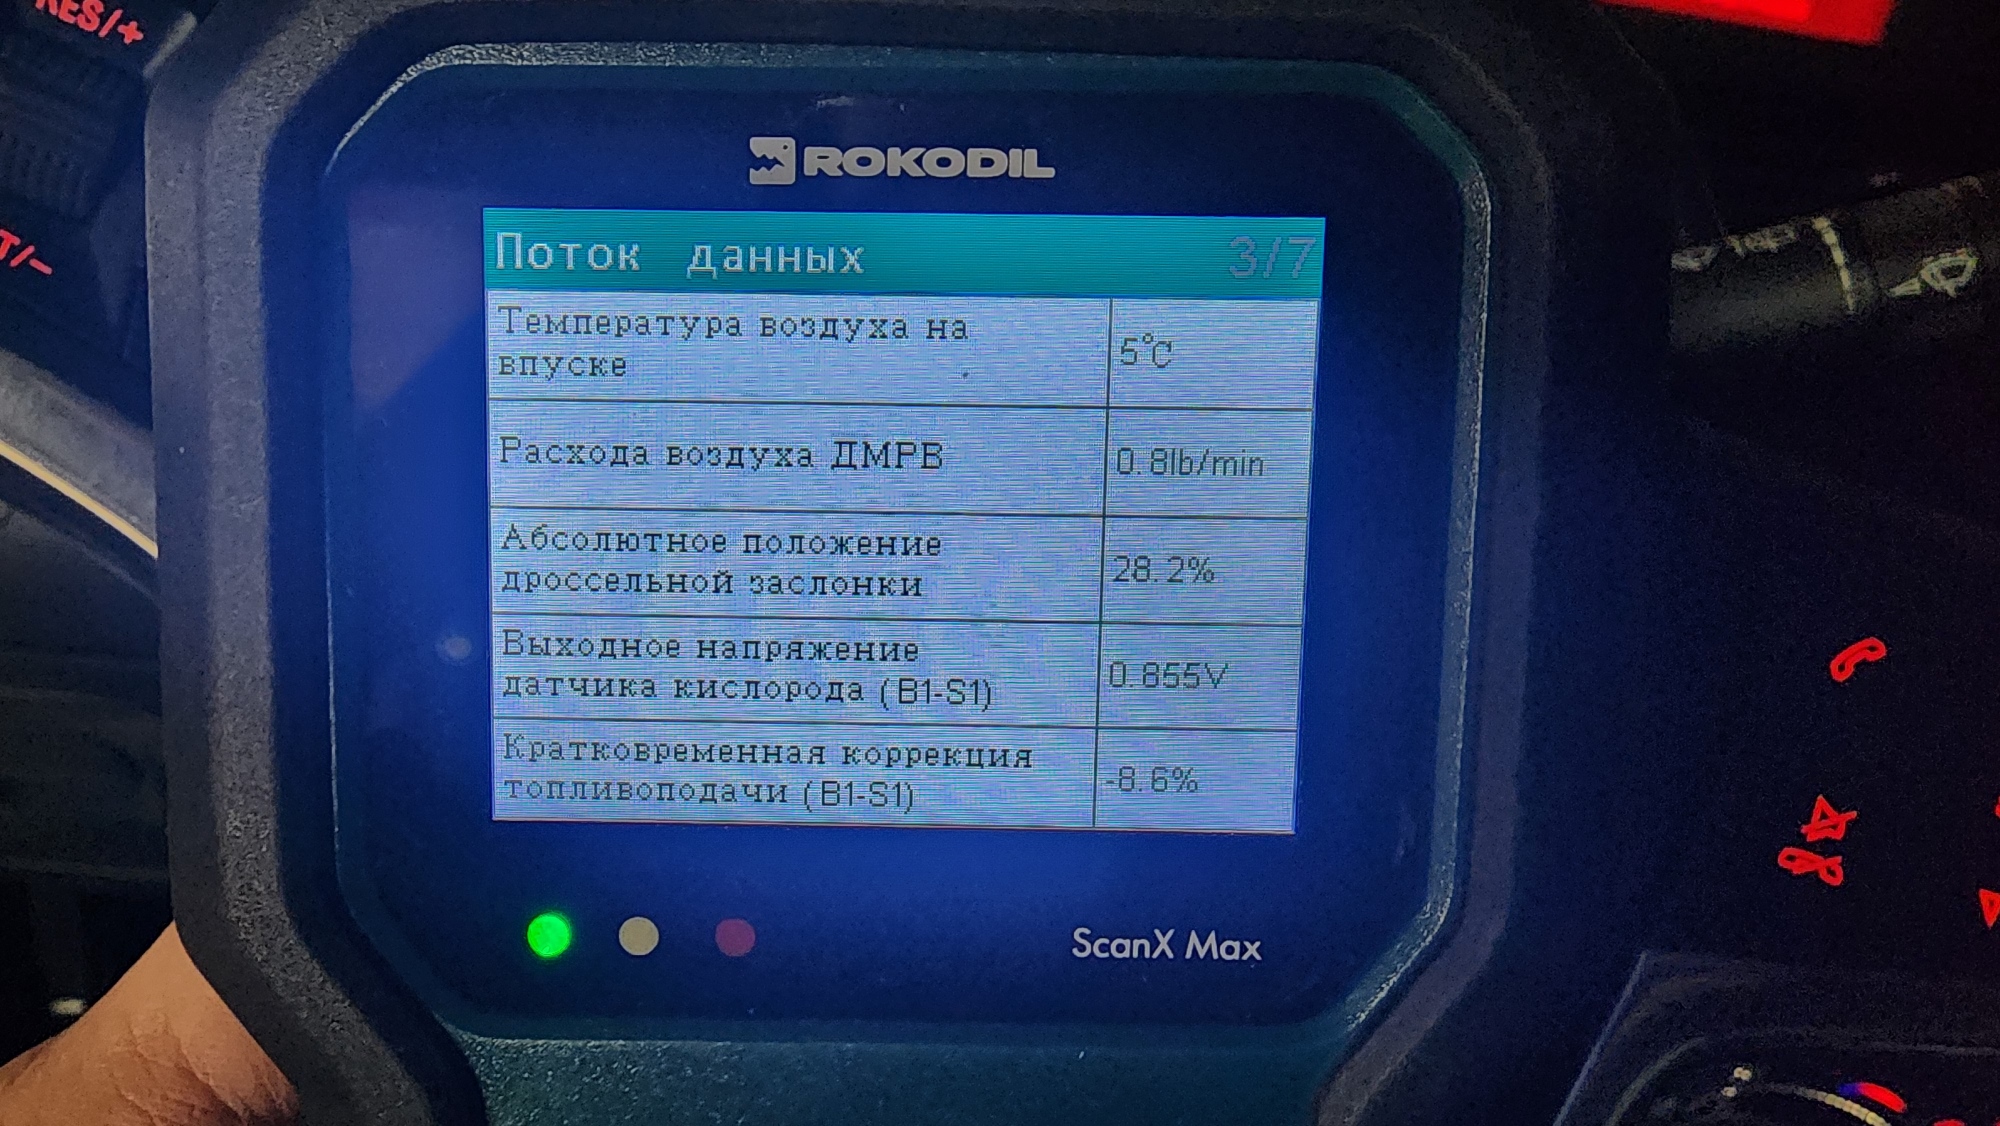 RES/+
T/-
ROKODIL
Поток данных 3/7
Температура воздуха на
впуске
5°C
Расхода воздуха ДМРВ
0.8lb/min
Абсолютное положение
дроссельной заслонки
28.2%
Выходное напряжение
датчика кислорода (B1-S1)
0.855V
Кратковременная коррекция
топливоподачи (B1-S1)
-8.6%
ScanX Max